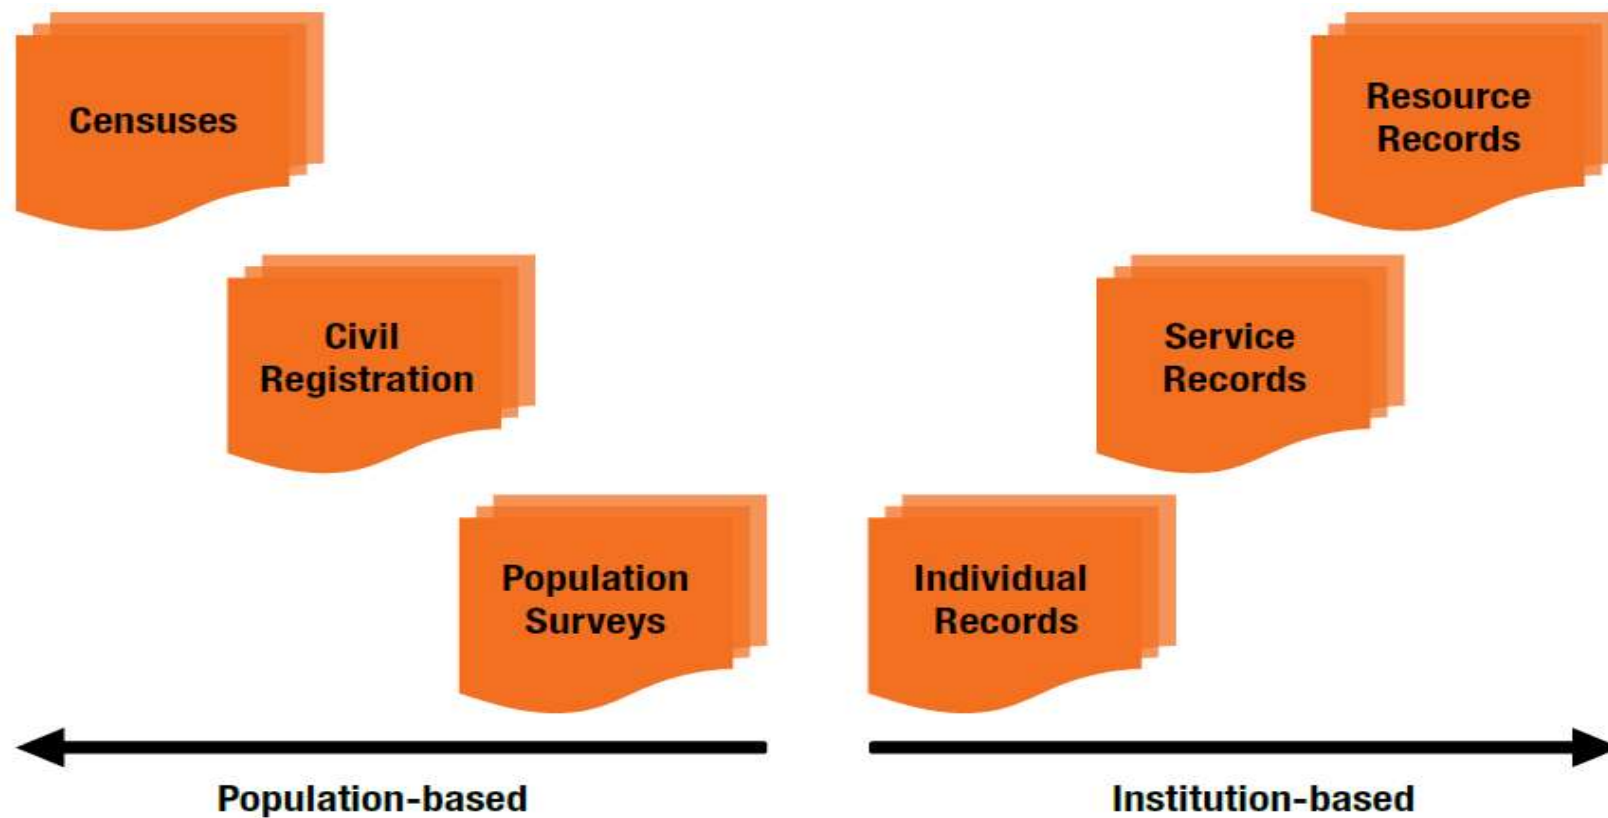 Censuses
Resource
Records
Civil
Registration
Service
Records
Population
Surveys
Individual
Records
Population-based
Institution-based